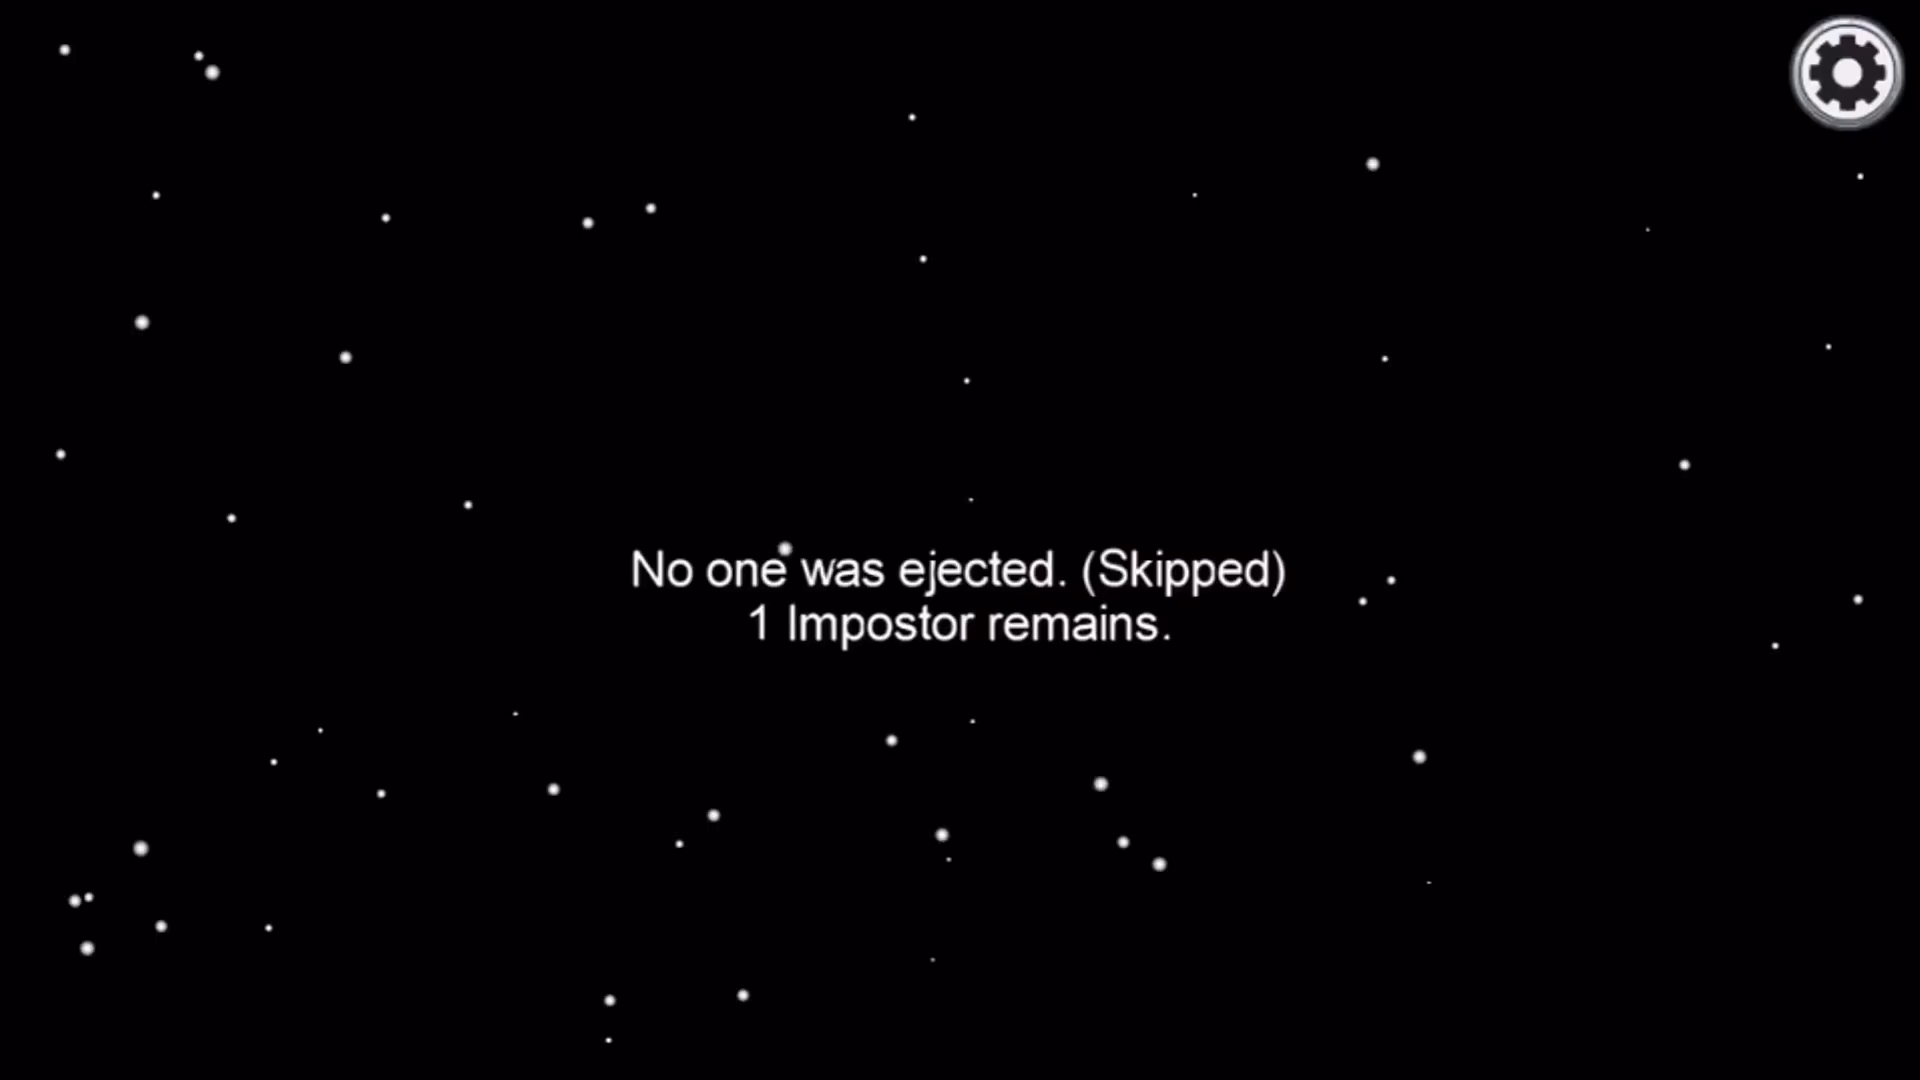 No one was ejected. (Skipped)
1 Impostor remains.